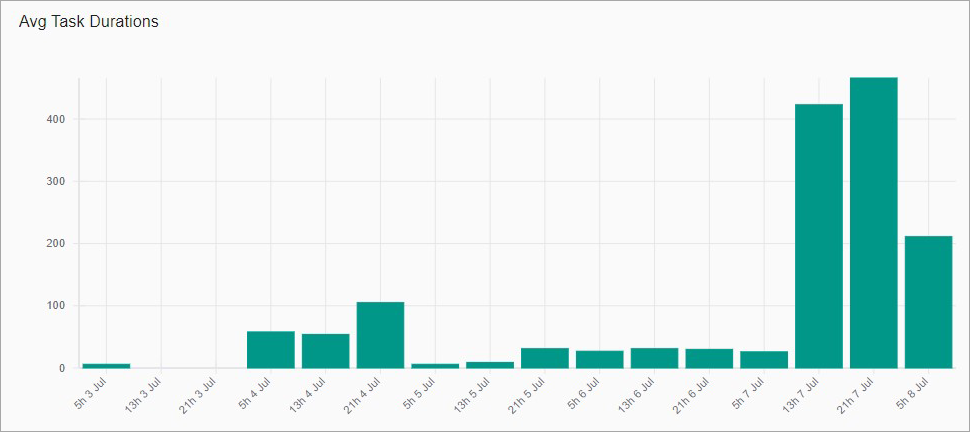 Avg Task Durations
400
300
200
100
0
5h 3 Jul
13h 3 Jul
21h 3 Jul
5h 4 Jul
13h 4 Jul
21h 4 Jul
5h 5 Jul
13h 5 Jul
21h 5 Jul
5h 6 Jul
13h 6 Jul
21h 6 Jul
5h 7 Jul
13h 7 Jul
21h 7 Jul
5h 8 Jul